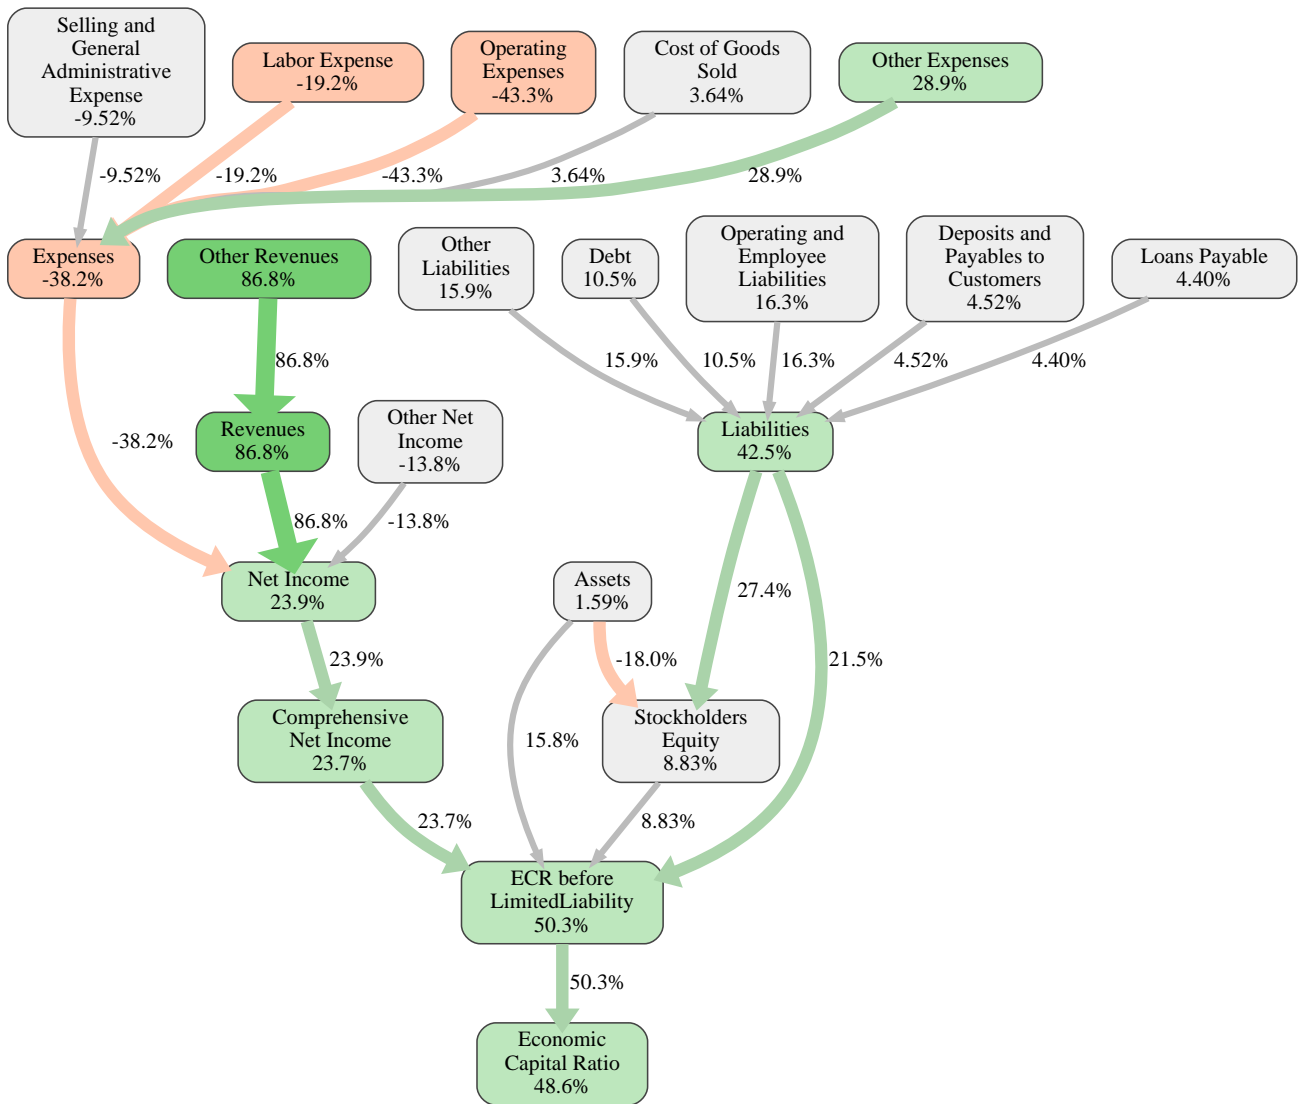 Selling and
General
Administrative
Expense
-9.52%
Labor Expense
-19.2%
Operating
Expenses
-43.3%
Cost of Goods
Sold
3.64%
Other Expenses
28.9%
-9.52%
-19.2%
-43.3%
3.64%
28.9%
Expenses
-38.2%
Other Revenues
86.8%
Other
Liabilities
15.9%
Debt
10.5%
Operating and
Employee
Liabilities
16.3%
Deposits and
Payables to
Customers
4.52%
Loans Payable
4.40%
86.8%
15.9%
10.5%
16.3%
4.52%
4.40%
-38.2%
Revenues
86.8%
Other Net
Income
-13.8%
Liabilities
42.5%
86.8%
-13.8%
Net Income
23.9%
Assets
1.59%
27.4%
23.9%
-18.0%
21.5%
Comprehensive
Net Income
23.7%
15.8%
Stockholders
Equity
8.83%
23.7%
8.83%
ECR before
LimitedLiability
50.3%
50.3%
Economic
Capital Ratio
48.6%